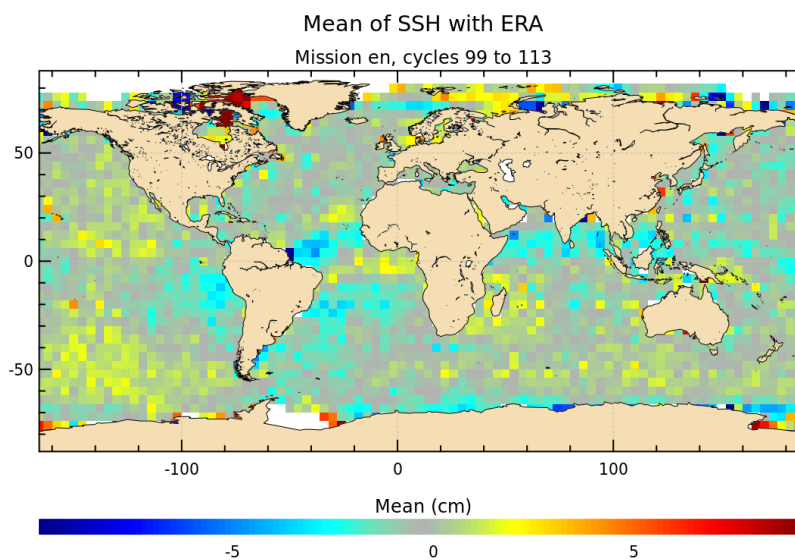 Mean of SSH with ERA
Mission en, cycles 99 to 113
50
0
-50
-100 0 100
Mean (cm)
-5 0 5